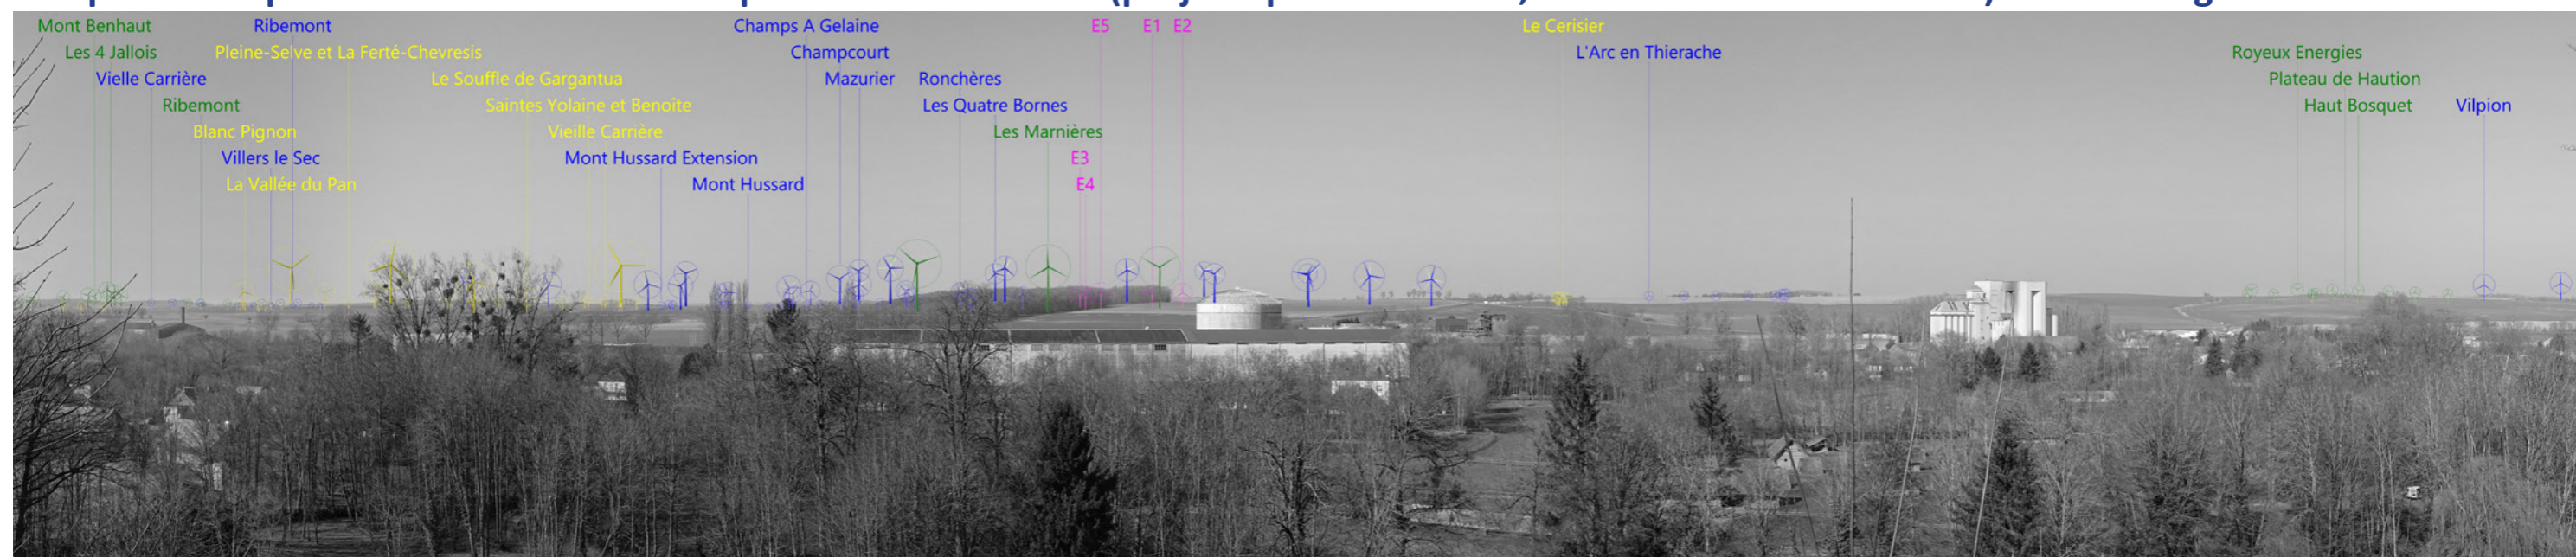 Mont Benhaut Ribemont Champs A Gelaine E5 E1 E2 Le Cerisier
Les 4 Jallois Pleine-Selve et La Ferté-Chevresis Champcourt L'Arc en Thierache Royeux Energies
Vielle Carrière Le Souffle de Gargantua Mazurier Ronchères Plateau de Haution
Ribemont Saintes Yolaine et Benoîte Les Quatre Bornes Haut Bosquet Vilpion
Blanc Pignon Vieille Carrière Les Marnières
Villers le Sec Mont Hussard Extension E3
La Vallée du Pan Mont Hussard E4